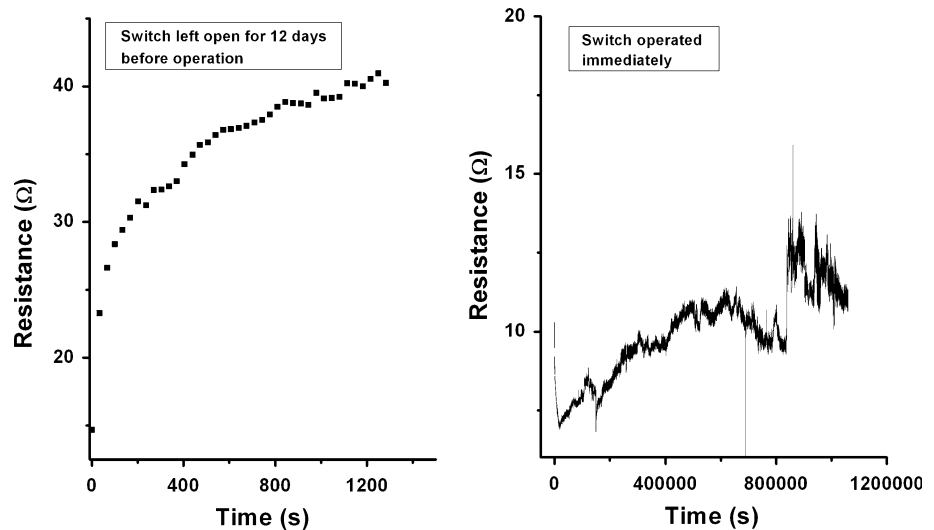 Switch left open for 12 days
before operation
40
30
20
Resistance (Ω)
0
400
800
1200
Time (s)
Switch operated
immediately
20
15
10
Resistance (Ω)
0
400000
800000
1200000
Time (s)